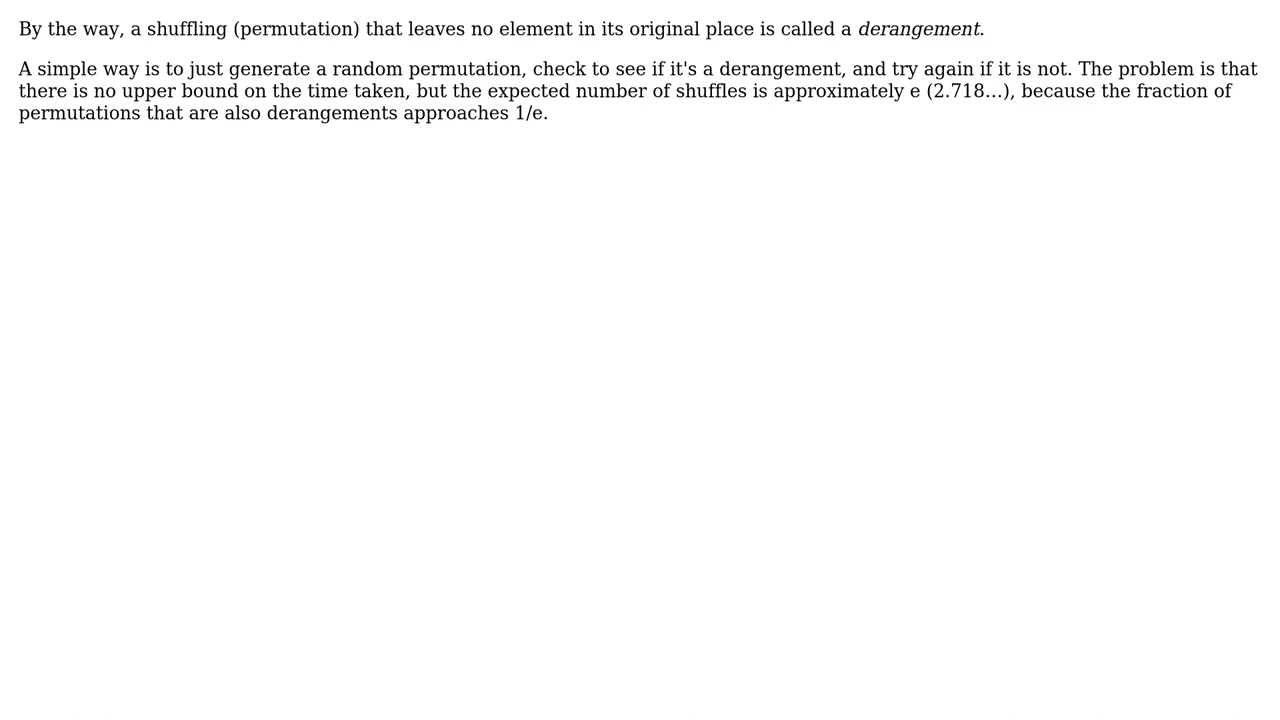 By the way, a shuffling (permutation) that leaves no element in its original place is called a derangement.
A simple way is to just generate a random permutation, check to see if it's a derangement, and try again if it is not. The problem is that
there is no upper bound on the time taken, but the expected number of shuffles is approximately e (2.718...), because the fraction of
permutations that are also derangements approaches 1/e.